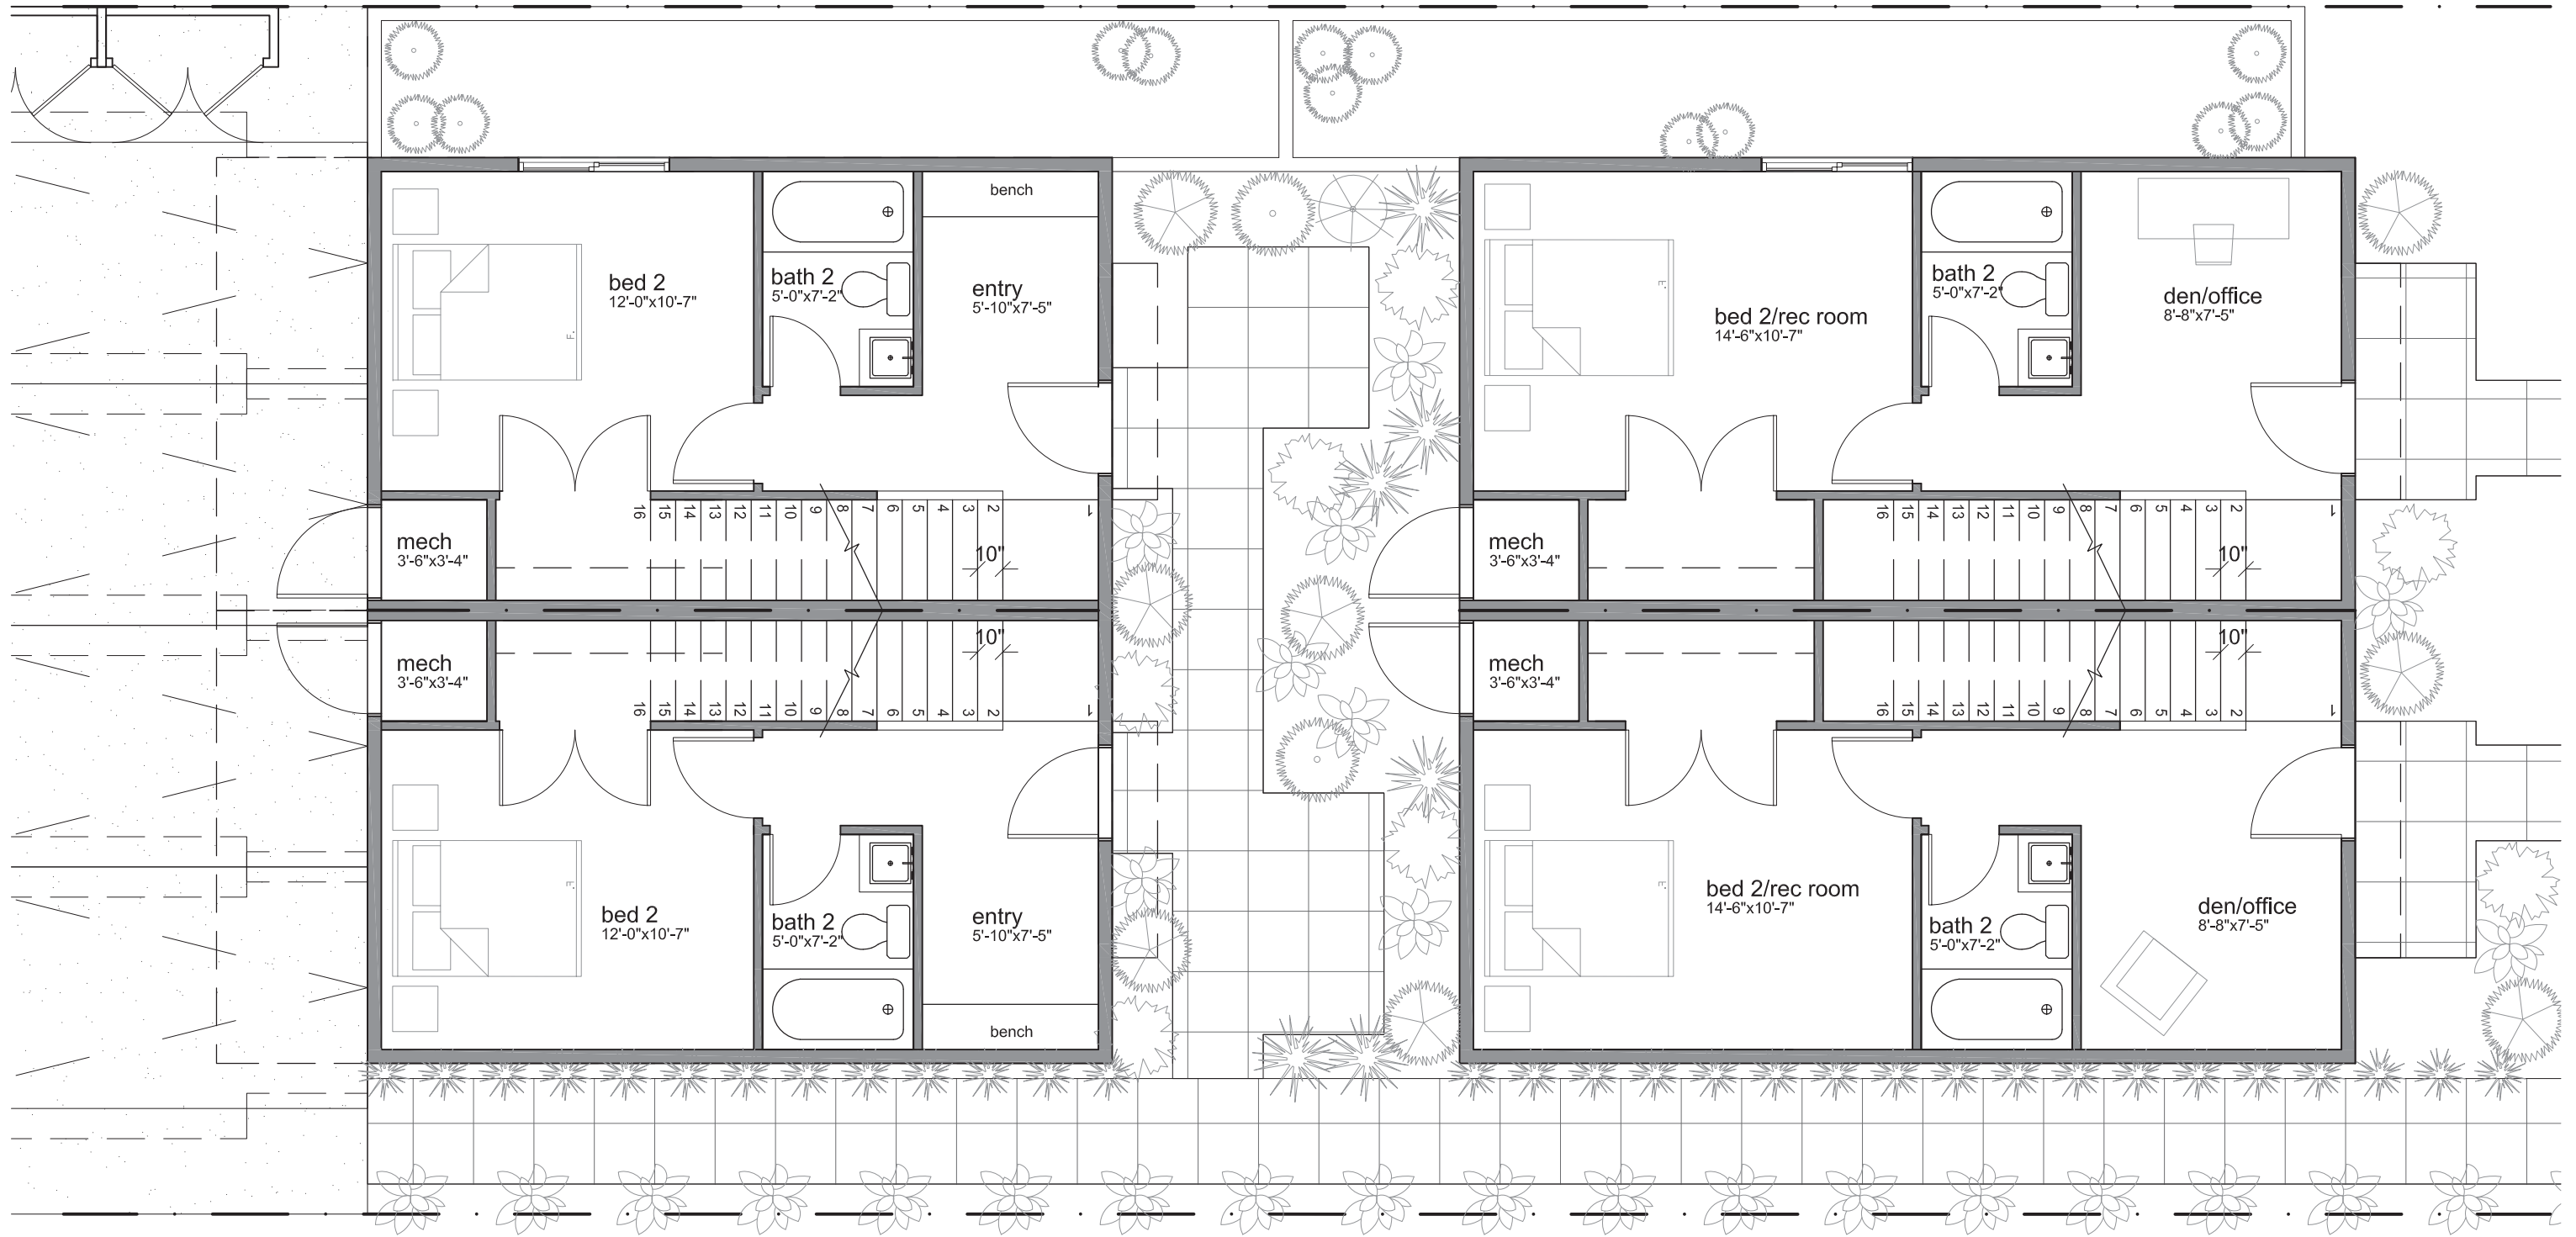 bench
bed 2
12'-0"x10'-7"
bath 2
5'-0"x7'-2"
entry
5'-10"x7'-5"
bed 2/rec room
14'-6"x10'-7"
bath 2
5'-0"x7'-2"
den/office
8'-8"x7'-5"
mech
3'-6"x3'-4"
16 15 14 13 12 11 10 9 8 7 6 5 4 3 2 1
10"
mech
3'-6"x3'-4"
16 15 14 13 12 11 10 9 8 7 6 5 4 3 2 1
10"
mech
3'-6"x3'-4"
10"
16 15 14 13 12 11 10 9 8 7 6 5 4 3 2 1
mech
3'-6"x3'-4"
10"
16 15 14 13 12 11 10 9 8 7 6 5 4 3 2 1
bed 2
12'-0"x10'-7"
bath 2
5'-0"x7'-2"
entry
5'-10"x7'-5"
bench
bed 2/rec room
14'-6"x10'-7"
bath 2
5'-0"x7'-2"
den/office
8'-8"x7'-5"